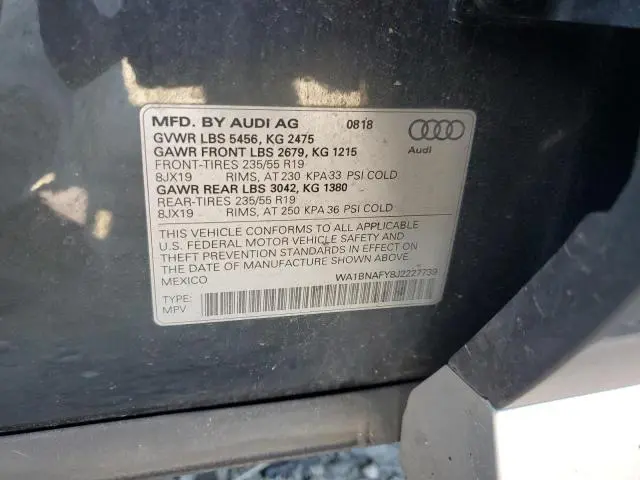 MFD. BY AUDI AG 0818
GVWR LBS 5456, KG 2475
GAWR FRONT LBS 2679, KG 1215
FRONT-TIRES 235/55 R19
8JX19 RIMS, AT 230 KPA 33 PSI COLD
GAWR REAR LBS 3042, KG 1380
REAR-TIRES 235/55 R19
8JX19 RIMS, AT 250 KPA 36 PSI COLD
Audi
THIS VEHICLE CONFORMS TO ALL APPLICABLE
U.S. FEDERAL MOTOR VEHICLE SAFETY AND
THEFT PREVENTION STANDARDS IN EFFECT ON
THE DATE OF MANUFACTURE SHOWN ABOVE.
MEXICO WA1BNAFY8J2227739
TYPE:
MPV